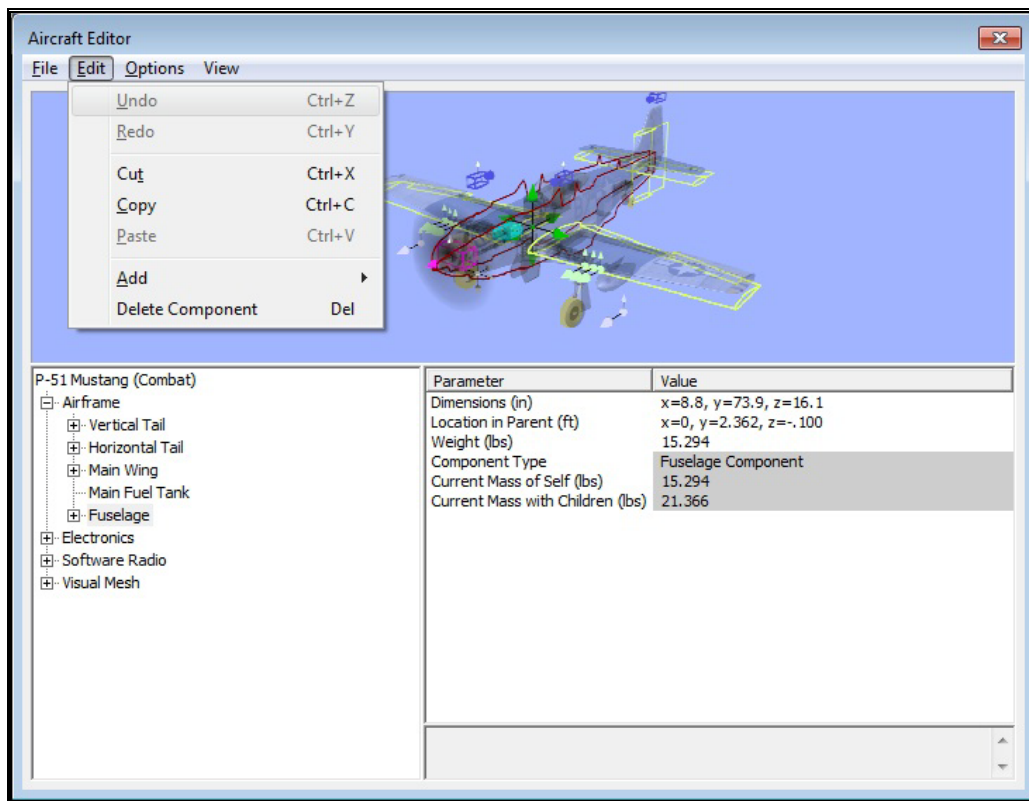 Aircraft Editor
File Edit Options View
Undo Ctrl+Z
Redo Ctrl+Y
Cut Ctrl+X
Copy Ctrl+C
Paste Ctrl+V
Add
Delete Component Del
P-51 Mustang (Combat)
Airframe
Vertical Tail
Horizontal Tail
Main Wing
Main Fuel Tank
Fuselage
Electronics
Software Radio
Visual Mesh
Parameter Value
Dimensions (in) x=8.8, y=73.9, z=16.1
Location in Parent (ft) x=0, y=2.362, z=-.100
Weight (lbs) 15.294
Component Type Fuselage Component
Current Mass of Self (lbs) 15.294
Current Mass with Children (lbs) 21.366